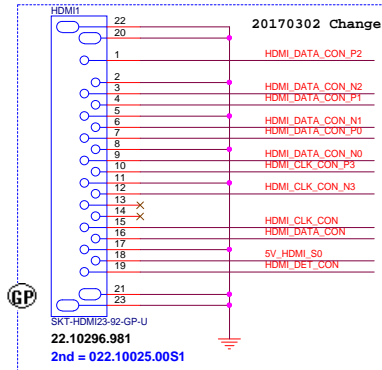 HDMI1
20170302 Change
22
20
1 HDMI_DATA_CON_P2
2
3 HDMI_DATA_CON_N2
4 HDMI_DATA_CON_P1
5
6 HDMI_DATA_CON_N1
7 HDMI_DATA_CON_P0
8
9 HDMI_DATA_CON_N0
10 HDMI_CLK_CON_P3
11
12 HDMI_CLK_CON_N3
13
14
15 HDMI_CLK_CON
16 HDMI_DATA_CON
17
18 5V_HDMI_S0
19 HDMI_DET_CON
21
23
GP
SKT-HDMI23-92-GP-U
22.10296.981
2nd = 022.10025.00S1